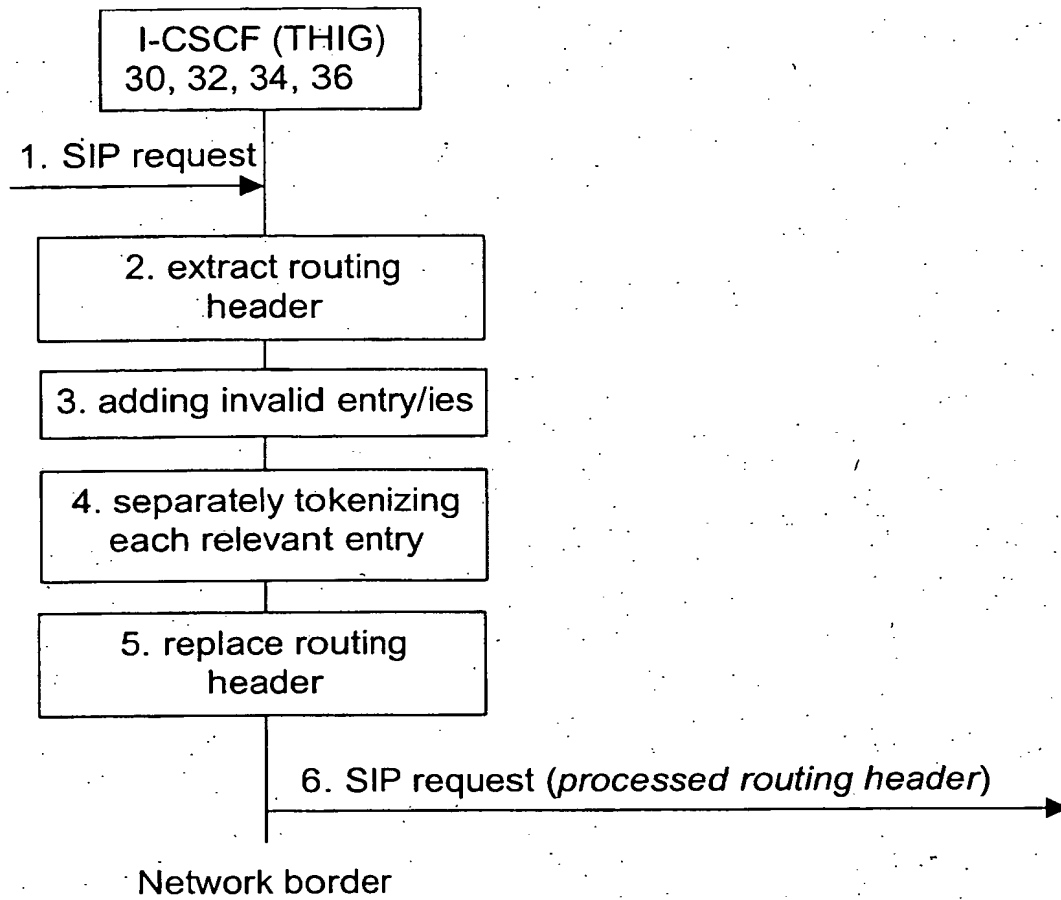 I-CSCF (THIG)
30, 32, 34, 36
1. SIP request
2. extract routing
header
3. adding invalid entry/ies
4. separately tokenizing
each relevant entry
5. replace routing
header
6. SIP request (processed routing header)
Network border